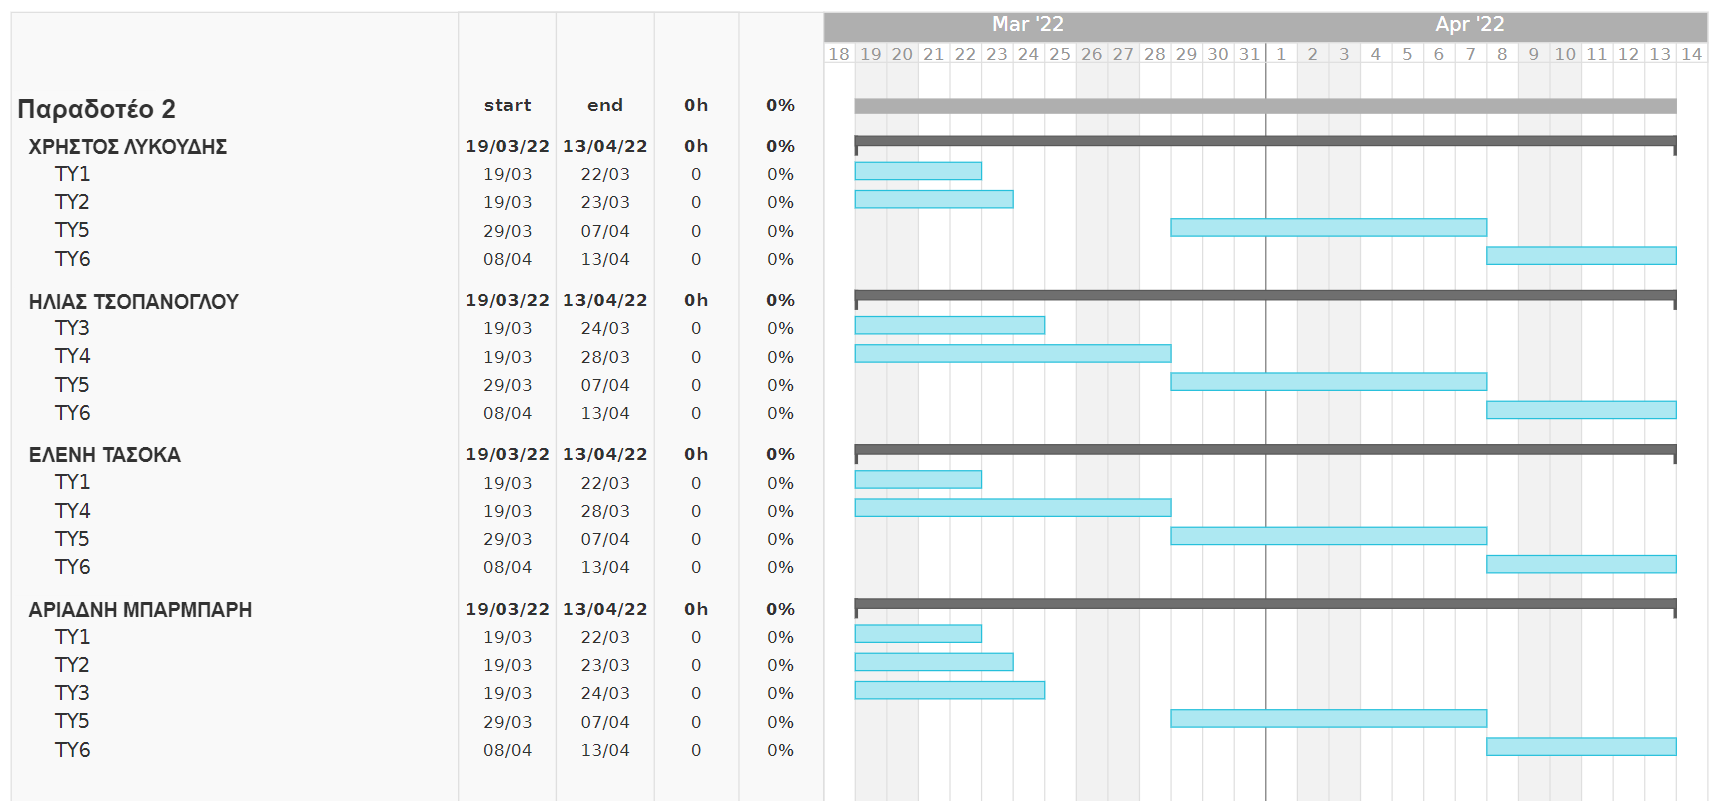 Mar '22 Apr '22
18 19 20 21 22 23 24 25 26 27 28 29 30 31 1 2 3 4 5 6 7 8 9 10 11 12 13 14
Παραδοτέο 2 start end 0h 0%
ΧΡΗΣΤΟΣ ΛΥΚΟΥΔΗΣ 19/03/22 13/04/22 0h 0%
ΤΥ1 19/03 22/03 0 0%
ΤΥ2 19/03 23/03 0 0%
ΤΥ5 29/03 07/04 0 0%
ΤΥ6 08/04 13/04 0 0%
ΗΛΙΑΣ ΤΣΟΠΑΝΟΓΛΟΥ 19/03/22 13/04/22 0h 0%
ΤΥ3 19/03 24/03 0 0%
ΤΥ4 19/03 28/03 0 0%
ΤΥ5 29/03 07/04 0 0%
ΤΥ6 08/04 13/04 0 0%
ΕΛΕΝΗ ΤΑΣΟΚΑ 19/03/22 13/04/22 0h 0%
ΤΥ1 19/03 22/03 0 0%
ΤΥ4 19/03 28/03 0 0%
ΤΥ5 29/03 07/04 0 0%
ΤΥ6 08/04 13/04 0 0%
ΑΡΙΑΔΝΗ ΜΠΑΡΜΠΑΡΗ 19/03/22 13/04/22 0h 0%
ΤΥ1 19/03 22/03 0 0%
ΤΥ2 19/03 23/03 0 0%
ΤΥ3 19/03 24/03 0 0%
ΤΥ5 29/03 07/04 0 0%
ΤΥ6 08/04 13/04 0 0%